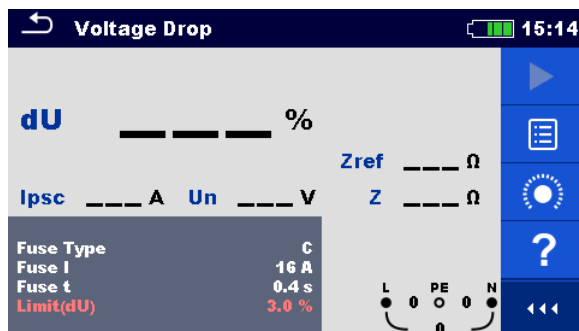 Voltage Drop 15:14
dU ___ %
Zref ___ Ω
Ipsc ___ A Un ___ V Z ___ Ω
Fuse Type C
Fuse I 16 A
Fuse t 0.4 s
Limit(dU) 3.0 %
L PE N
0 0
0
?